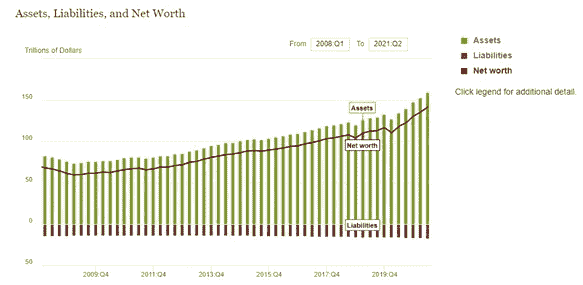 Assets, Liabilities, and Net Worth
Trillions of Dollars
From 2008:Q1 To 2021:Q2
Assets
Liabilities
Net worth
Click legend for additional detail.
150
100
50
0
50
Assets
Net worth
Liabilities
2009:Q4 2011:Q4 2013:Q4 2015:Q4 2017:Q4 2019:Q4